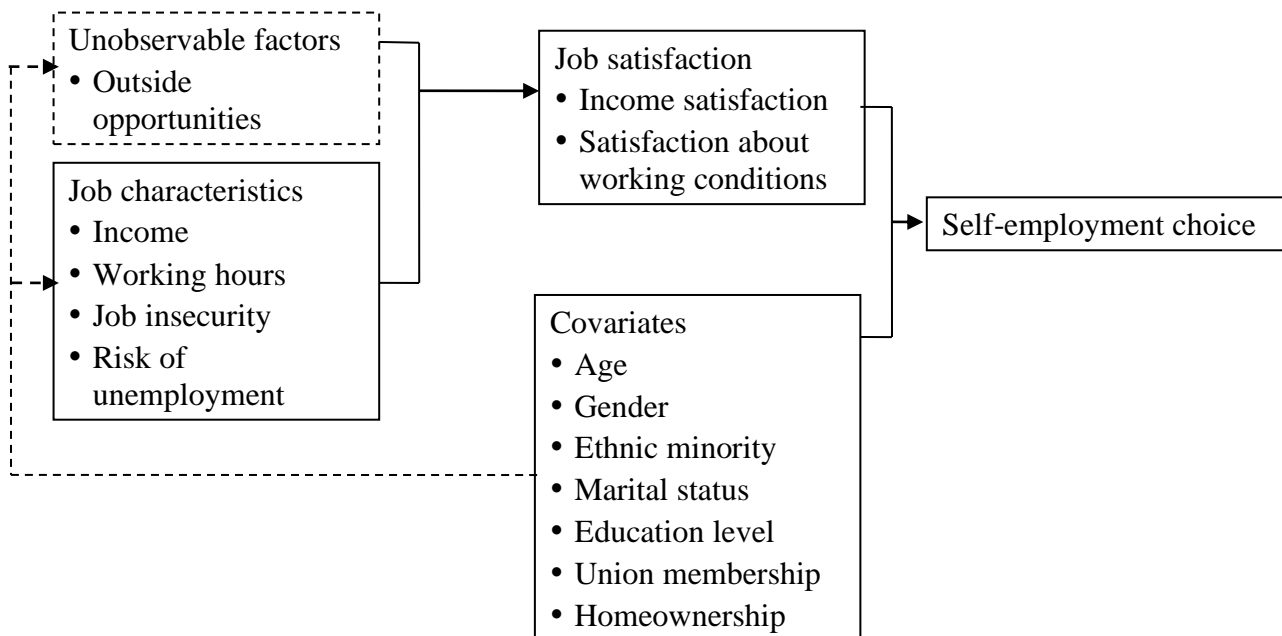 Unobservable factors
• Outside
opportunities
Job characteristics
• Income
• Working hours
• Job insecurity
• Risk of
unemployment
Job satisfaction
• Income satisfaction
• Satisfaction about
working conditions
Covariates
• Age
• Gender
• Ethnic minority
• Marital status
• Education level
• Union membership
• Homeownership
Self-employment choice